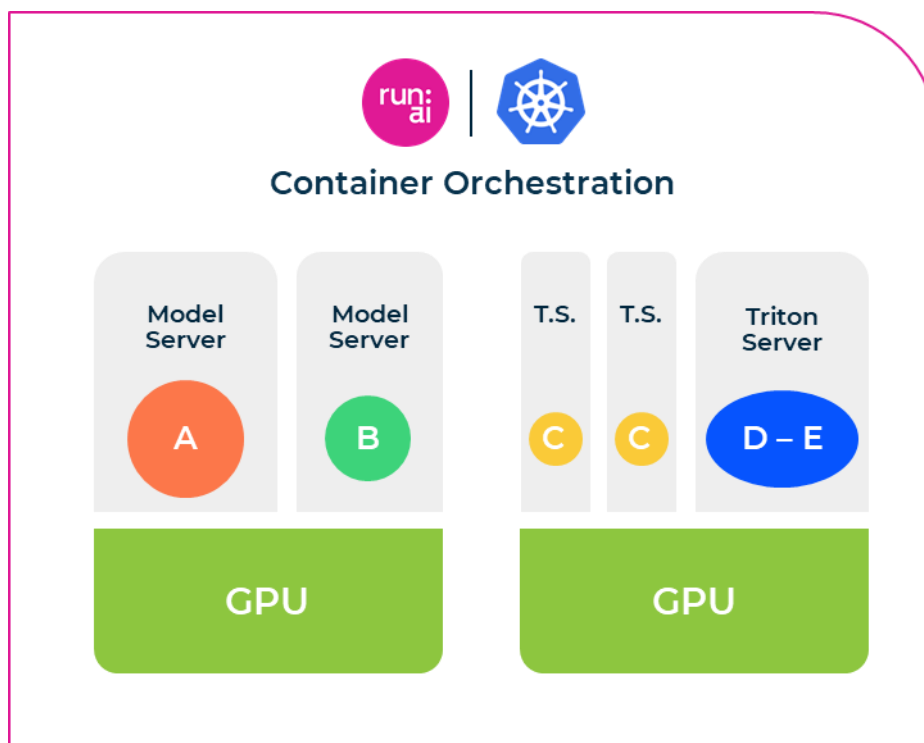 run:
ai
Container Orchestration
Model
Server
Model
Server
T.S.
T.S.
Triton
Server
A
B
C
C
D – E
GPU
GPU